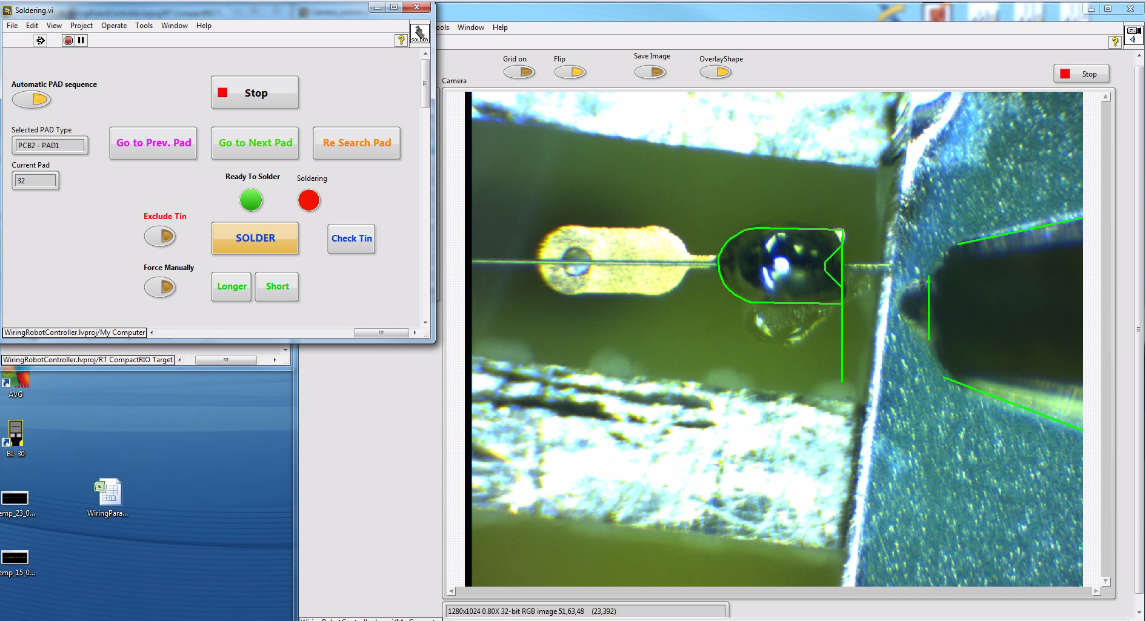 Soldering.vi
File Edit View Project Operate Tools Window Help
Automatic PAD sequence
Stop
Selected PAD Type
PCB2 - PAD1
Go to Prev. Pad
Go to Next Pad
Re Search Pad
Current Pad
32
Ready To Solder
Soldering
Exclude Tin
SOLDER
Check Tin
Force Manually
Longer
Short
WiringRobotController.lvproj/My Computer
WiringRobotController.lvproj/RT CompactRIO Target
AVG
WiringPara...
emp_23_0...
emp_15_0...
ools Window Help
Grid on
Flip
Save Image
OverlayShape
Stop
Camera
1280x1024 0.80X 32-bit RGB image 51,63,48 (23,392)